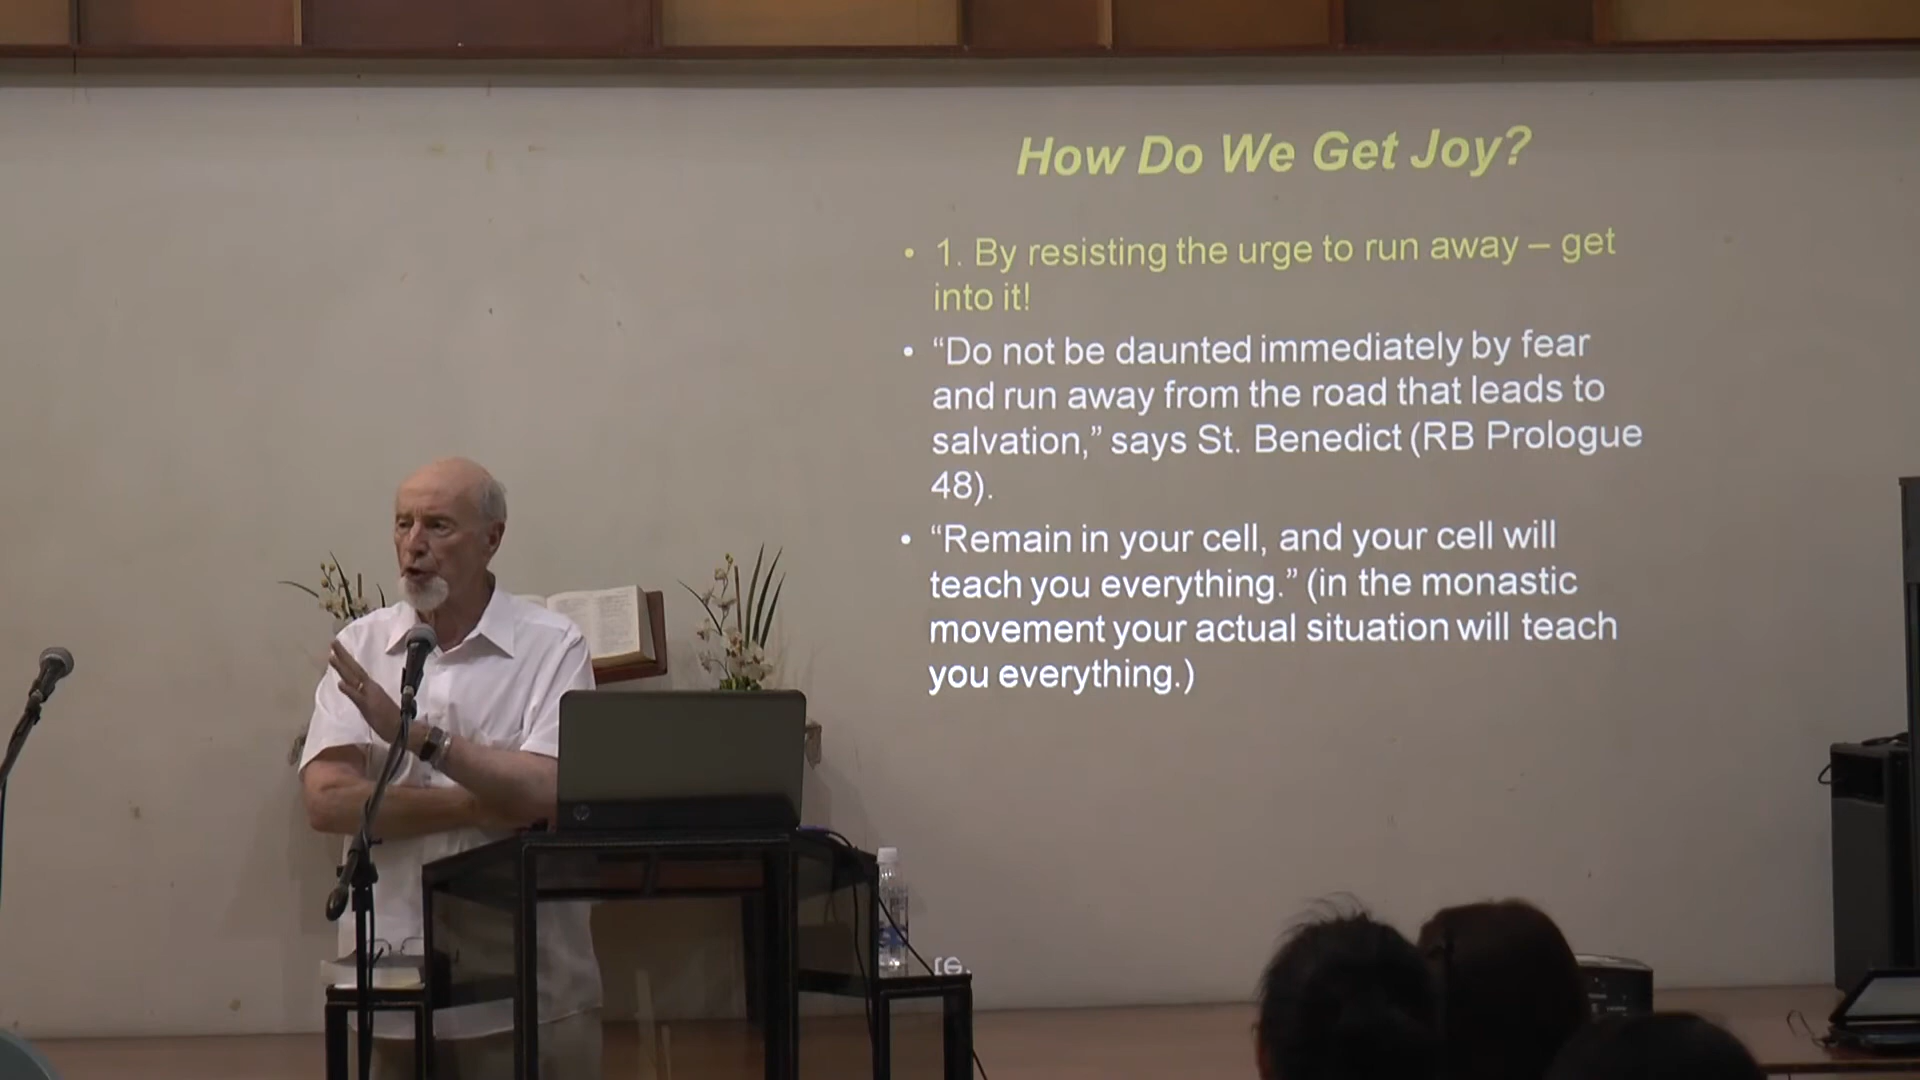 How Do We Get Joy?
• 1. By resisting the urge to run away – get
into it!
• “Do not be daunted immediately by fear
and run away from the road that leads to
salvation,” says St. Benedict (RB Prologue
48).
• “Remain in your cell, and your cell will
teach you everything.” (in the monastic
movement your actual situation will teach
you everything.)
re.